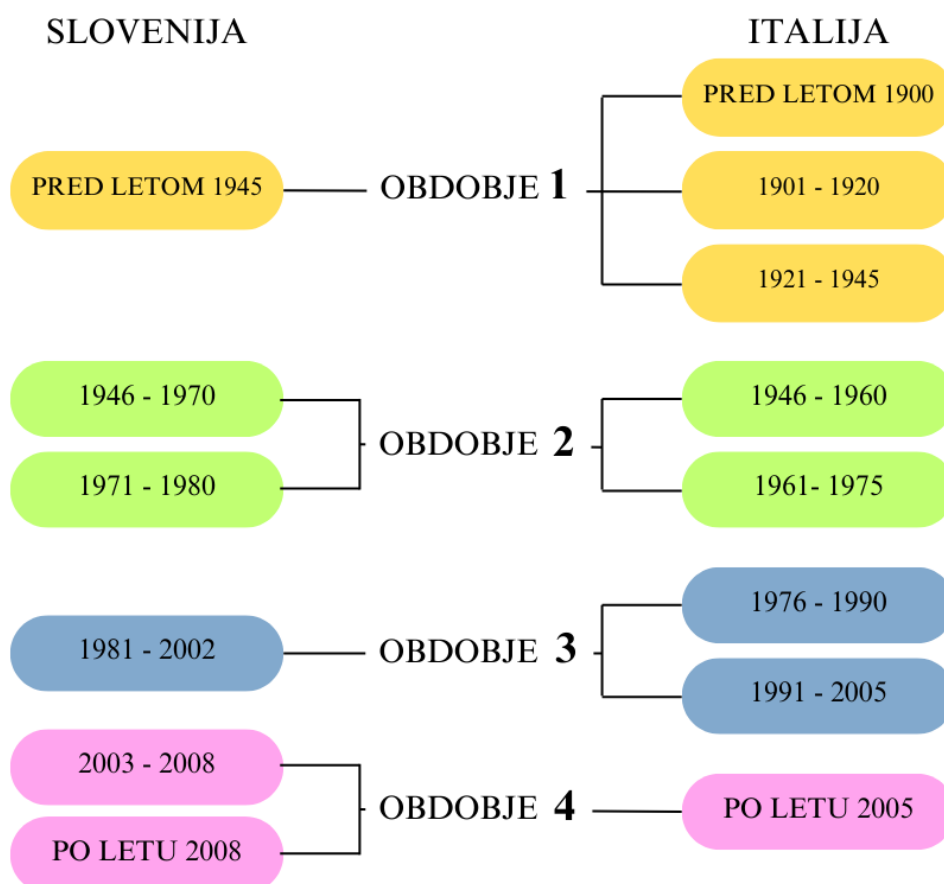 SLOVENIJA
ITALIJA
PRED LETOM 1900
PRED LETOM 1945
OBDOBJE 1
1901 - 1920
1921 - 1945
1946 - 1970
1946 - 1960
OBDOBJE 2
1971 - 1980
1961- 1975
1976 - 1990
1981 - 2002
OBDOBJE 3
1991 - 2005
2003 - 2008
OBDOBJE 4
PO LETU 2005
PO LETU 2008